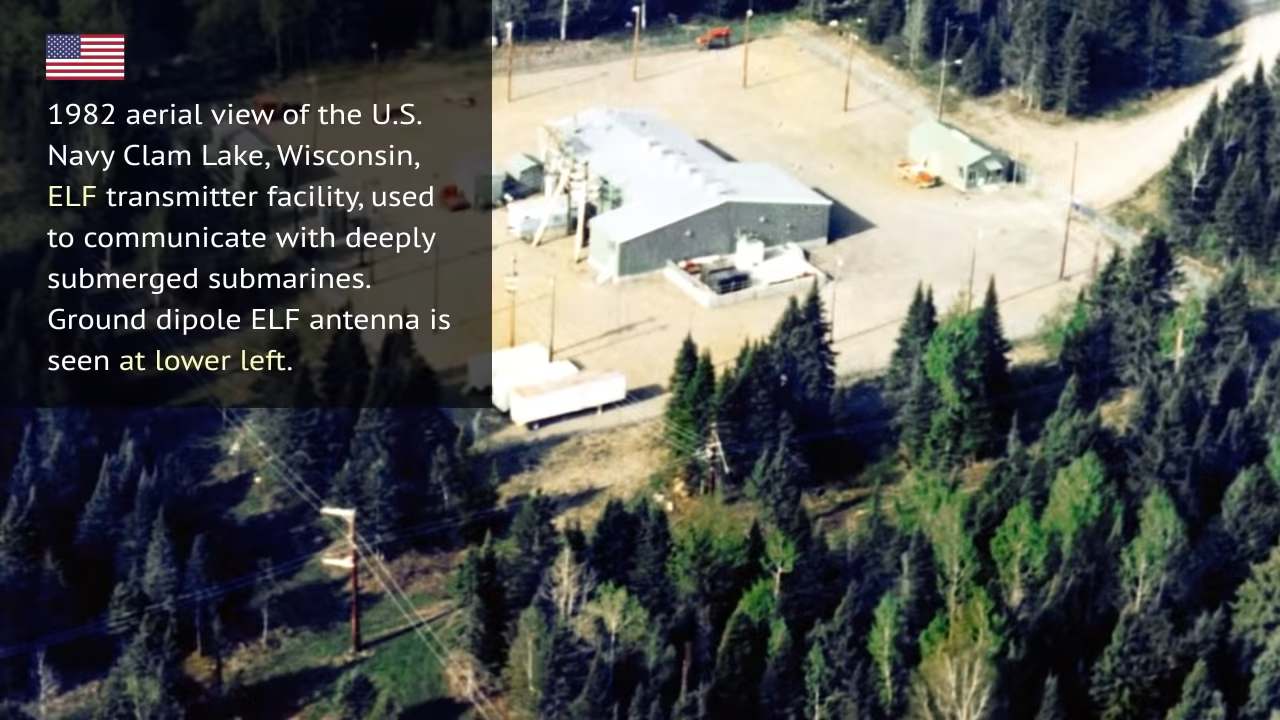 1982 aerial view of the U.S.
Navy Clam Lake, Wisconsin,
ELF transmitter facility, used
to communicate with deeply
submerged submarines.
Ground dipole ELF antenna is
seen at lower left.